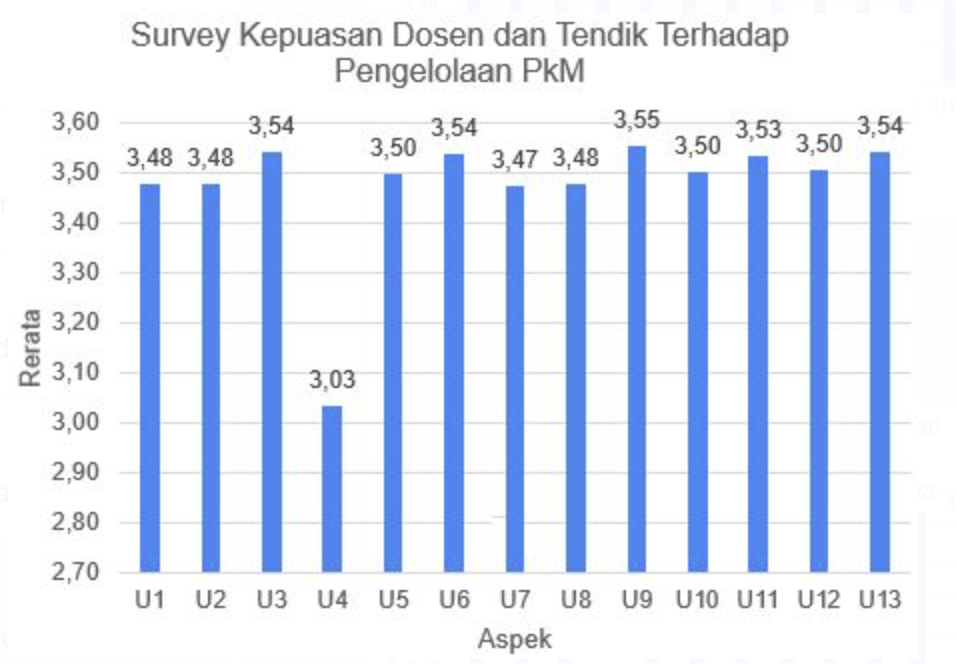 Survey Kepuasan Dosen dan Tendik Terhadap
Pengelolaan PkM
3,60
3,50
3,40
3,30
3,20
3,10
3,00
2,90
2,80
2,70
Rerata
3,48 3,48 3,54 3,03 3,50 3,54 3,47 3,48 3,55 3,50 3,53 3,50 3,54
U1 U2 U3 U4 U5 U6 U7 U8 U9 U10 U11 U12 U13
Aspek